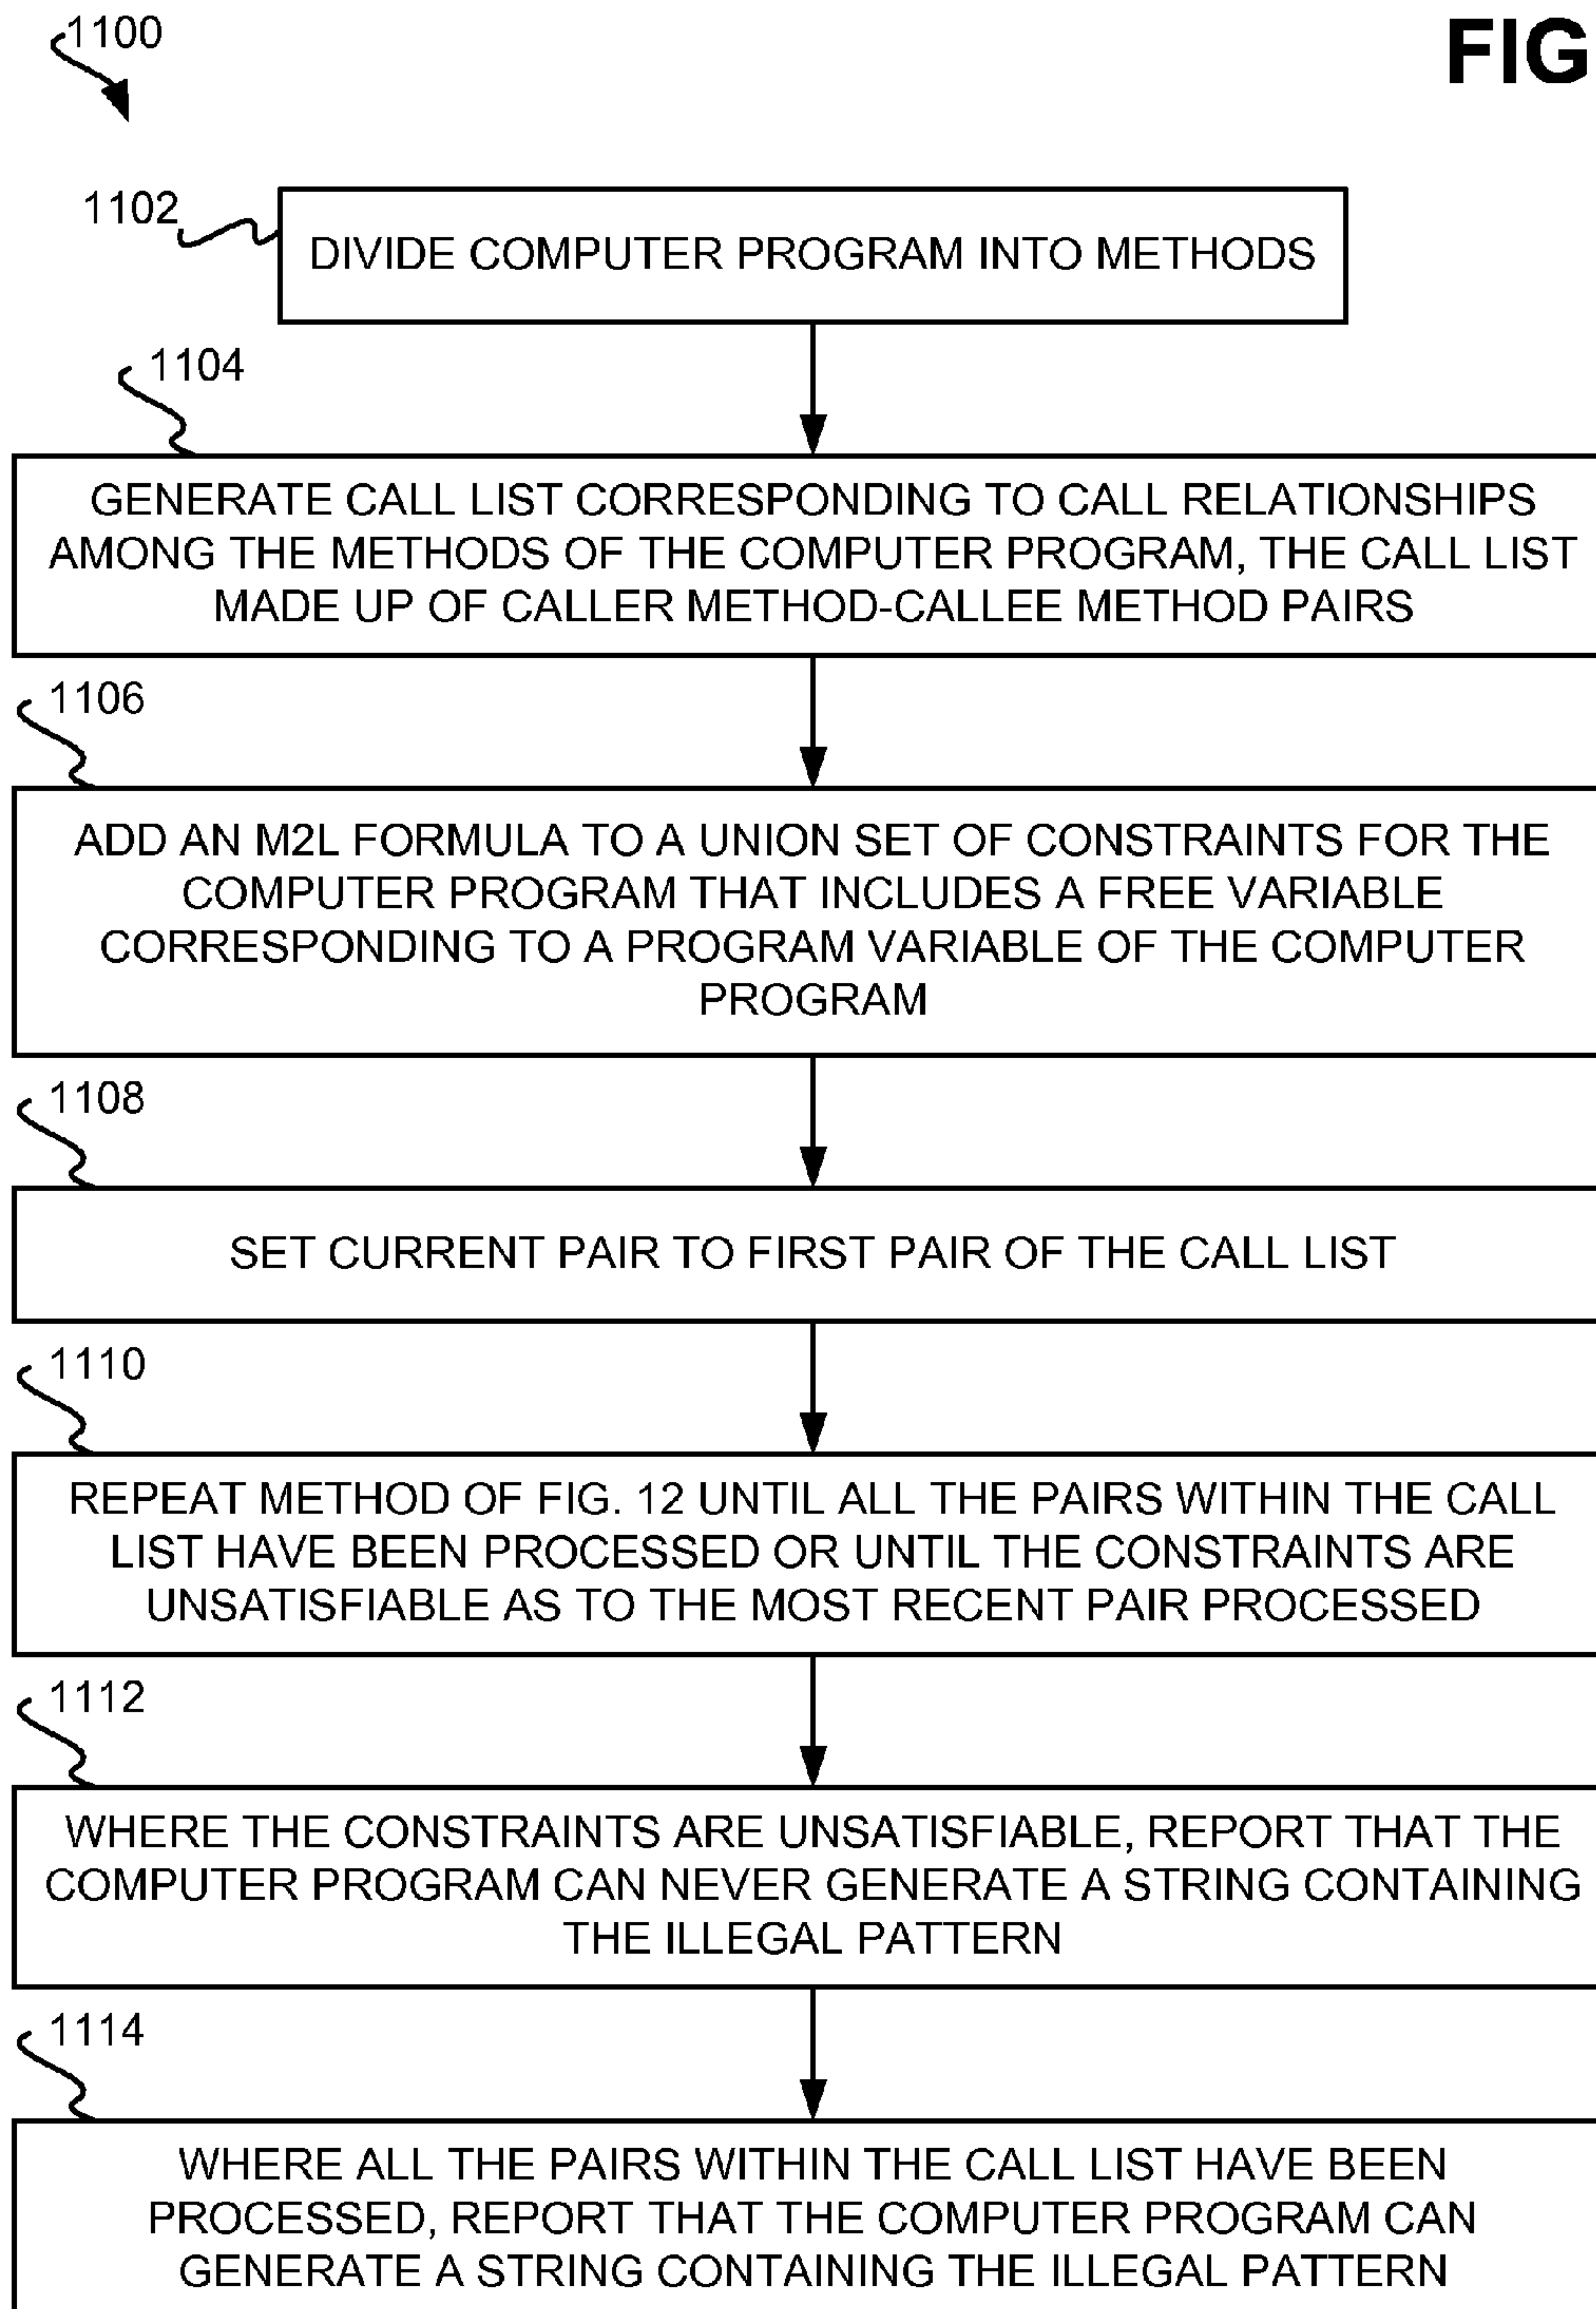 1100
FIG
1102
DIVIDE COMPUTER PROGRAM INTO METHODS
1104
GENERATE CALL LIST CORRESPONDING TO CALL RELATIONSHIPS
AMONG THE METHODS OF THE COMPUTER PROGRAM, THE CALL LIST
MADE UP OF CALLER METHOD-CALLEE METHOD PAIRS
1106
ADD AN M2L FORMULA TO A UNION SET OF CONSTRAINTS FOR THE
COMPUTER PROGRAM THAT INCLUDES A FREE VARIABLE
CORRESPONDING TO A PROGRAM VARIABLE OF THE COMPUTER
PROGRAM
1108
SET CURRENT PAIR TO FIRST PAIR OF THE CALL LIST
1110
REPEAT METHOD OF FIG. 12 UNTIL ALL THE PAIRS WITHIN THE CALL
LIST HAVE BEEN PROCESSED OR UNTIL THE CONSTRAINTS ARE
UNSATISFIABLE AS TO THE MOST RECENT PAIR PROCESSED
1112
WHERE THE CONSTRAINTS ARE UNSATISFIABLE, REPORT THAT THE
COMPUTER PROGRAM CAN NEVER GENERATE A STRING CONTAINING
THE ILLEGAL PATTERN
1114
WHERE ALL THE PAIRS WITHIN THE CALL LIST HAVE BEEN
PROCESSED, REPORT THAT THE COMPUTER PROGRAM CAN
GENERATE A STRING CONTAINING THE ILLEGAL PATTERN